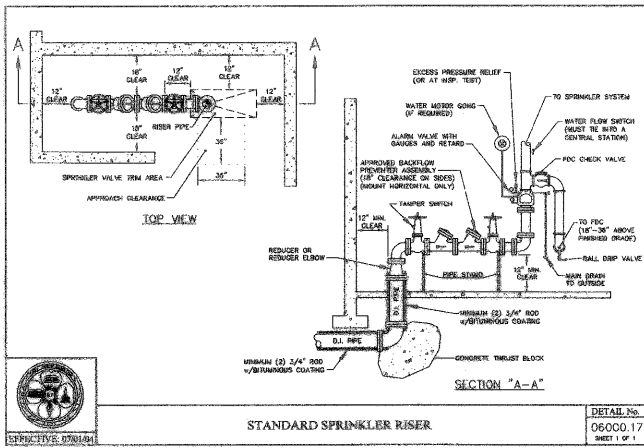 A
A
12"
CLEAR
18"
CLEAR
12"
CLEAR
12"
CLEAR
12"
CLEAR
RISER PIPE
18"
CLEAR
36"
36"
SPRINKLER VALVE TRIM AREA
APPROACH CLEARANCE
TOP VIEW
EXCESS PRESSURE RELIEF
(OR AT INSP. TEST)
TO SPRINKLER SYSTEM
WATER MOTOR GONG
(IF REQUIRED)
WATER FLOW SWITCH
(MUST TIE INTO A
CENTRAL STATION)
ALARM VALVE WITH
GAUGES AND RETARD
FDC CHECK VALVE
APPROVED BACKFLOW
PREVENTER ASSEMBLY
(18" CLEARANCE ON SIDES)
(MOUNT HORIZONTAL ONLY)
TAMPER SWITCH
12" MIN.
CLEAR
TO FDC
(18"-36" ABOVE
FINISHED GRADE)
REDUCER OR
REDUCER ELBOW
BALL DRIP VALVE
PIPE STAND
12" MIN.
CLEAR
MAIN DRAIN
TO OUTSIDE
D.I. PIPE
MINIMUM (2) 3/4" ROD
w/BITUMINOUS COATING
D.I. PIPE
MINIMUM (2) 3/4" ROD
w/BITUMINOUS COATING
CONCRETE THRUST BLOCK
SECTION "A-A"
EFFECTIVE: 07/01/04
STANDARD SPRINKLER RISER
DETAIL No.
06000.17
SHEET 1 OF 1